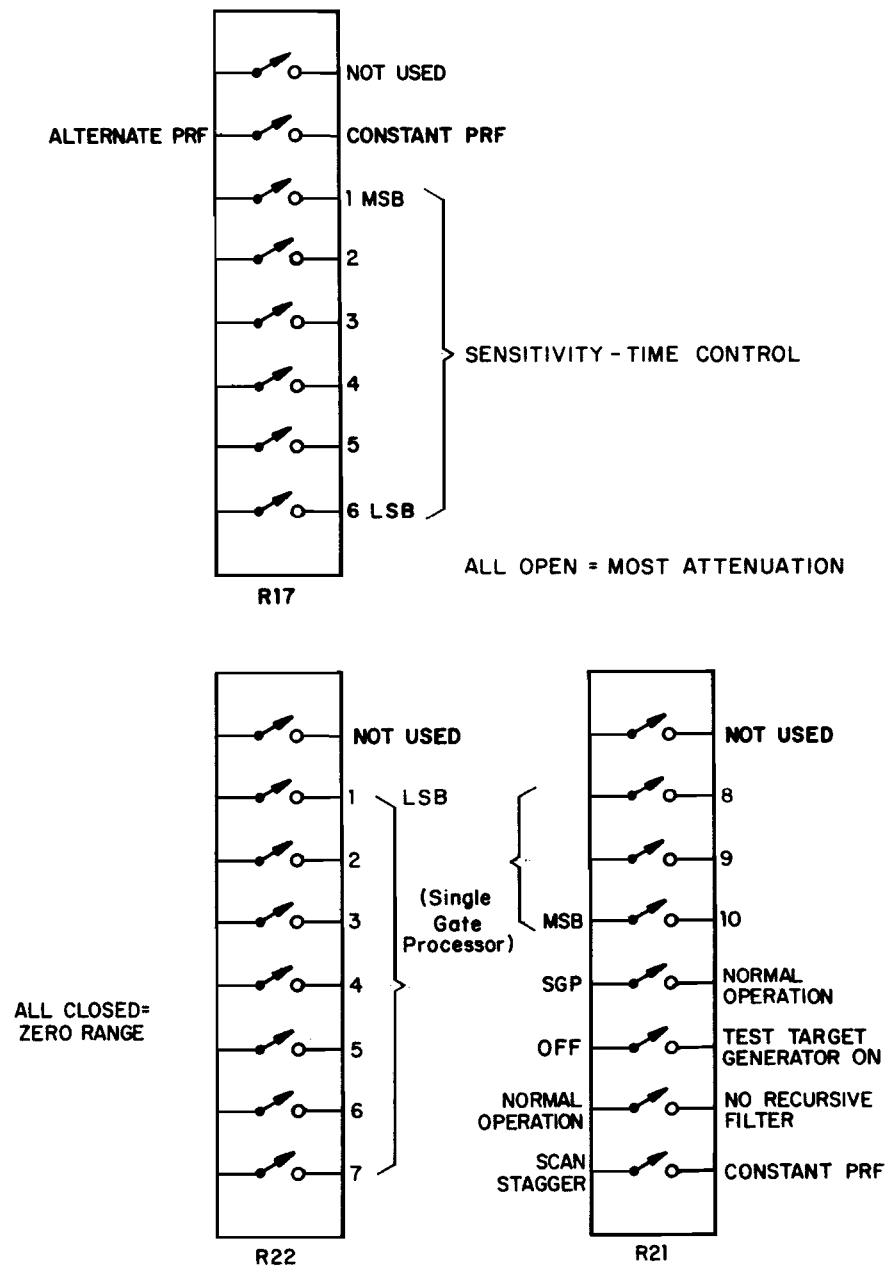 NOT USED
ALTERNATE PRF CONSTANT PRF
1 MSB
2
3
SENSITIVITY - TIME CONTROL
4
5
6 LSB
ALL OPEN = MOST ATTENUATION
R17
NOT USED
1 LSB
2
3
(Single
Gate
Processor)
4
ALL CLOSED=
ZERO RANGE
5
6
7
R22
NOT USED
8
9
MSB 10
SGP NORMAL
OPERATION
OFF TEST TARGET
GENERATOR ON
NORMAL
OPERATION
NO RECURSIVE
FILTER
SCAN
STAGGER
CONSTANT PRF
R21